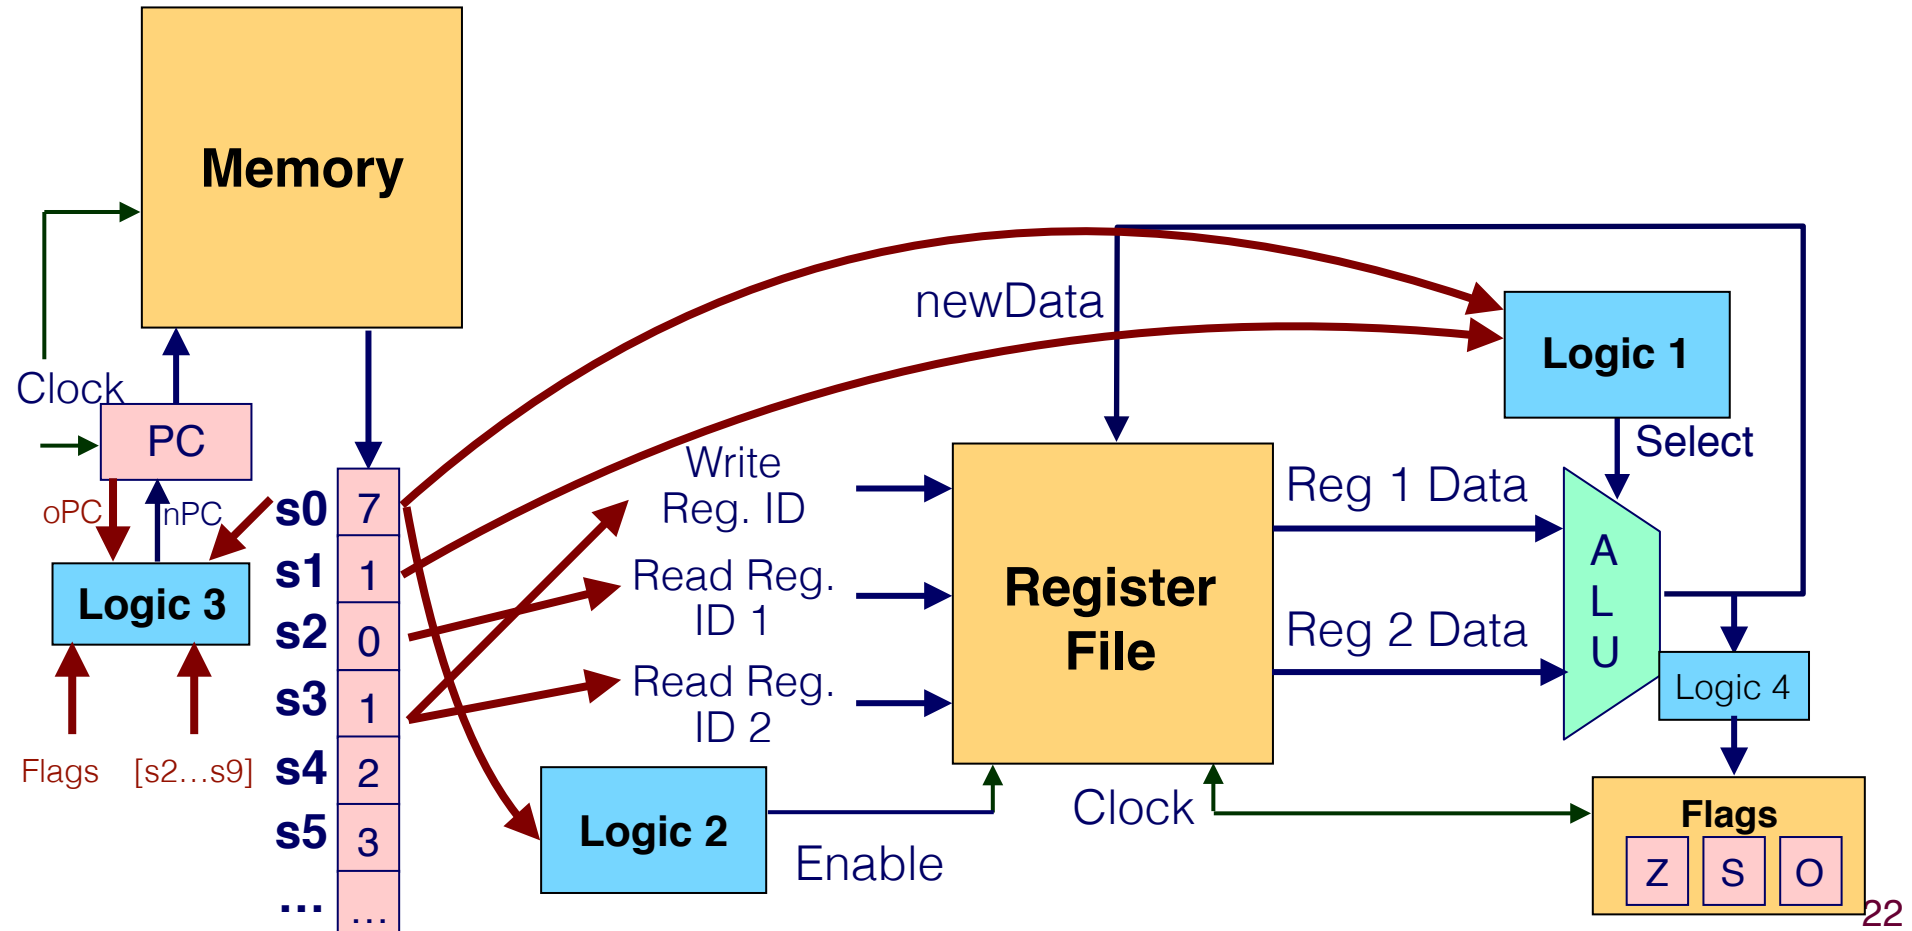 Memory
newData
Logic 1
Clock
PC
Select
Write
Reg. ID
Reg 1 Data
s0 7
oPC
nPC
s1 1
Read Reg.
ID 1
Register
File
A
L
U
Logic 3
s2 0
Reg 2 Data
s3 1
Read Reg.
ID 2
Logic 4
Flags
[s2...s9]
s4 2
s5 3
Logic 2
Clock
Enable
Flags
Z S O
... ...
22